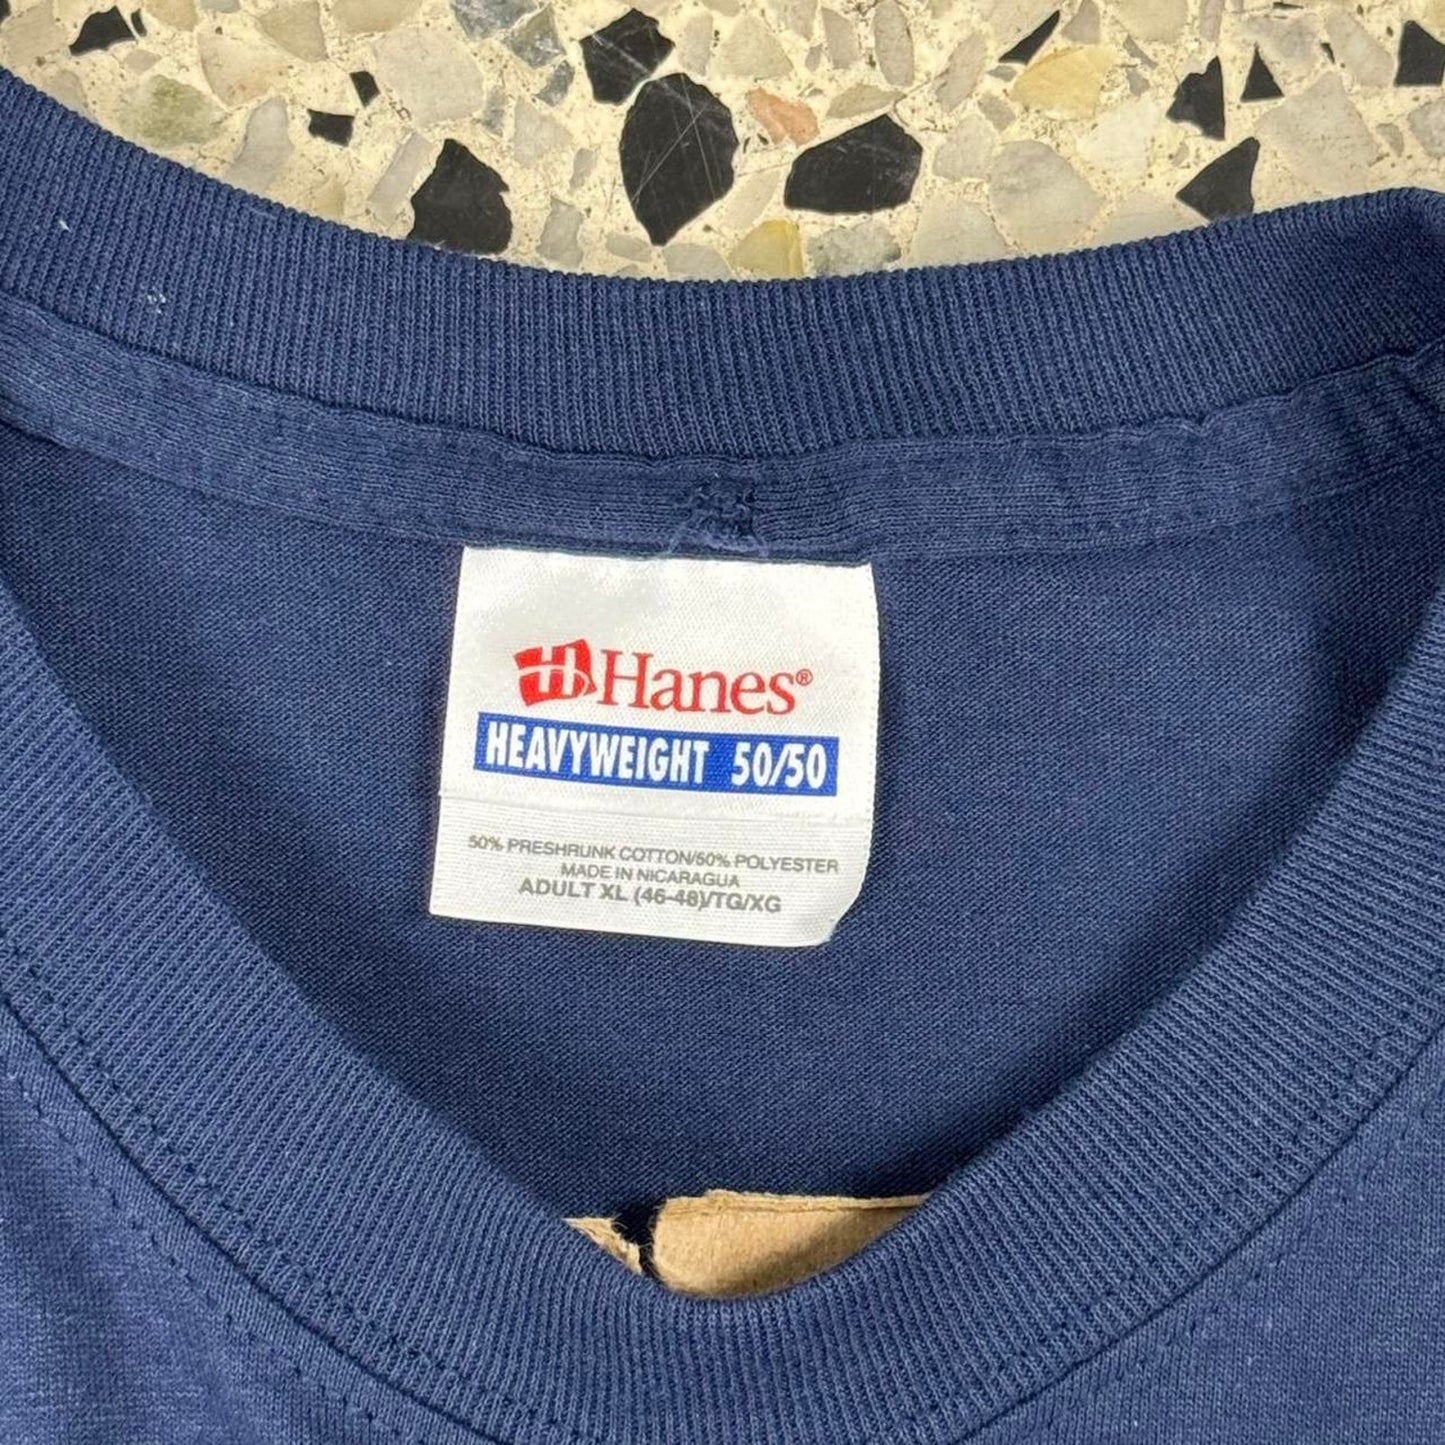 Hanes®
HEAVYWEIGHT 50/50
50% PRESHRUNK COTTON/50% POLYESTER
MADE IN NICARAGUA
ADULT XL (46-48)/TG/XG